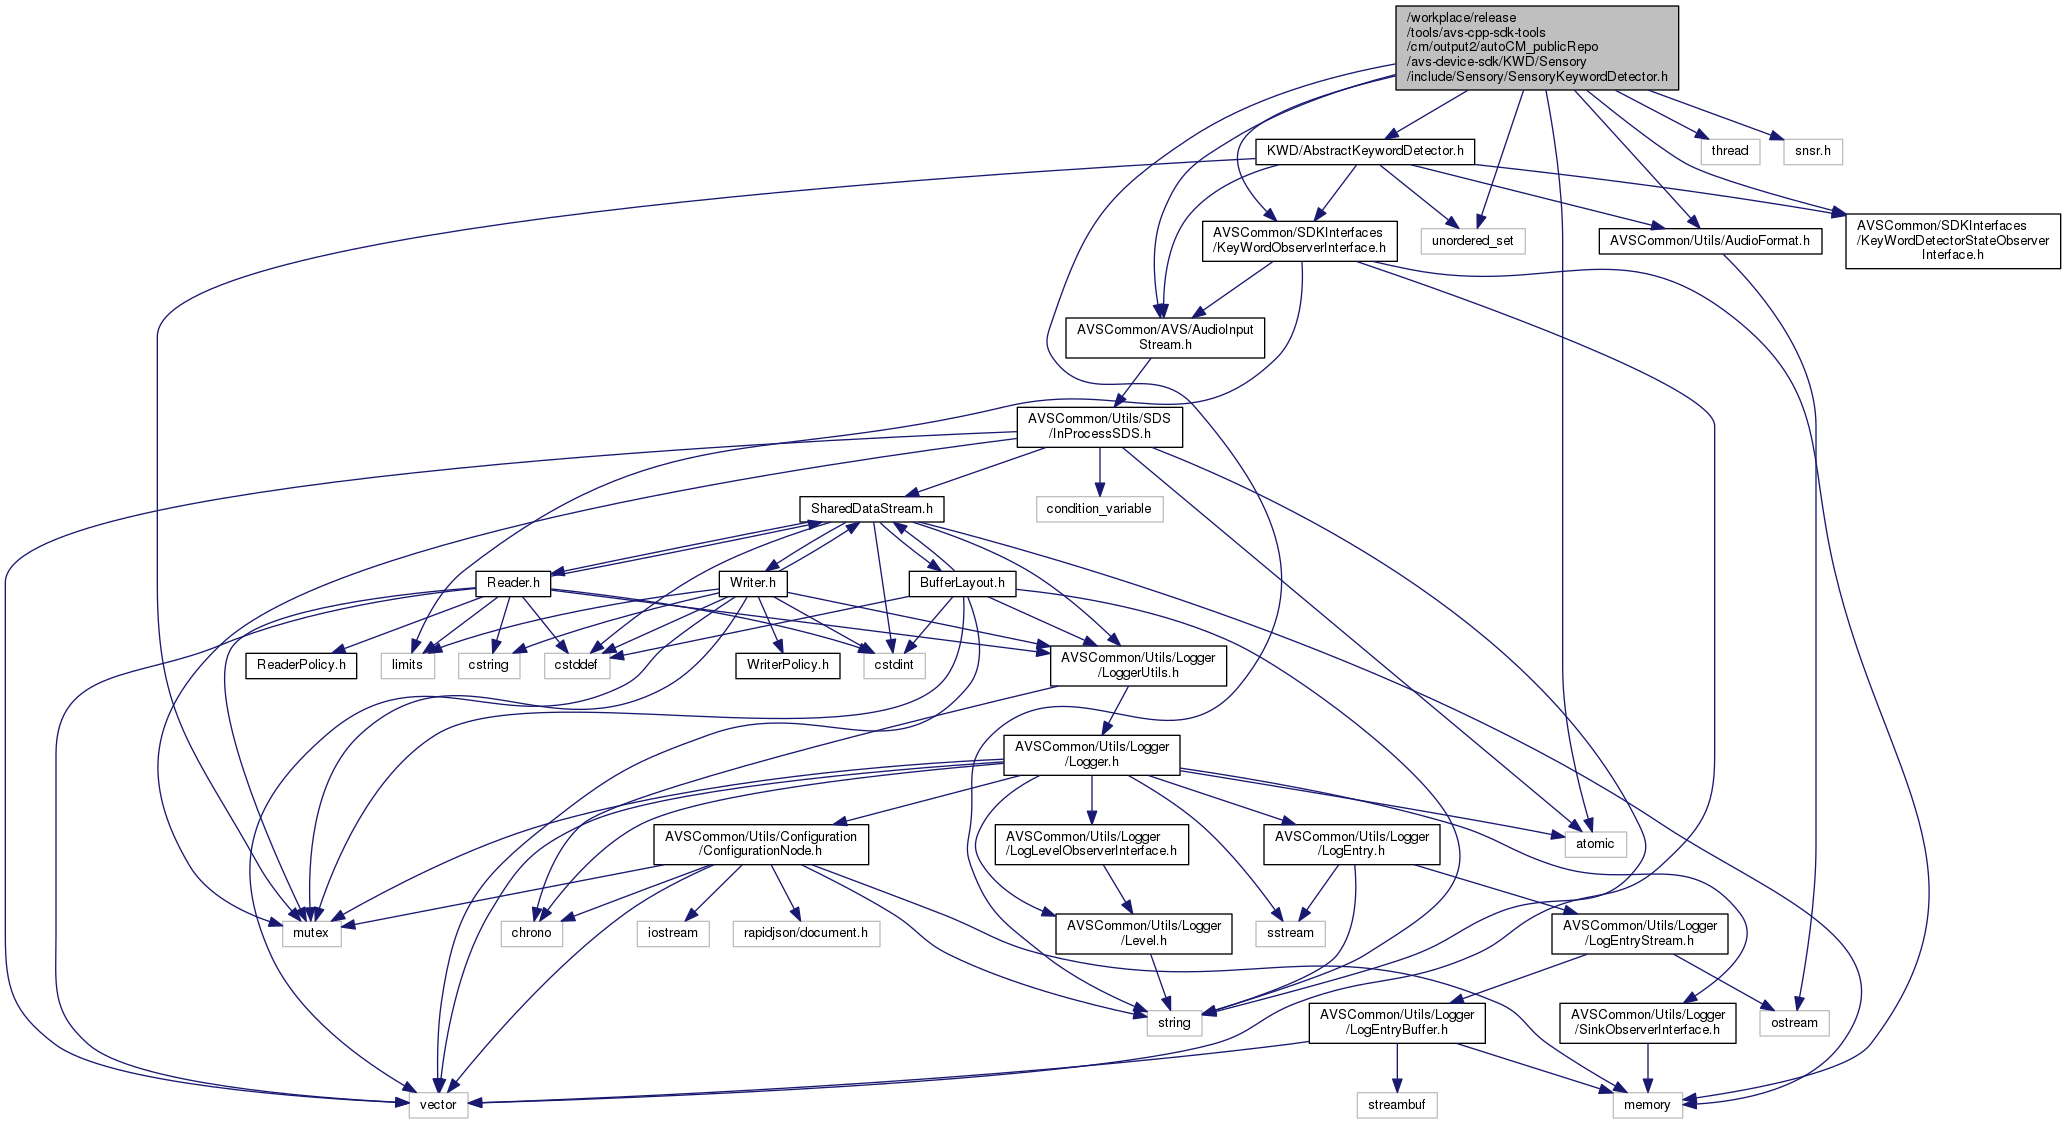 /workplace/release
/tools/avs-cpp-sdk-tools
/cm/output2/autoCM_publicRepo
/avs-device-sdk/KWD/Sensory
/include/Sensory/SensoryKeywordDetector.h
KWD/AbstractKeywordDetector.h
thread
snsr.h
AVSCommon/SDKInterfaces
/KeyWordObserverInterface.h
unordered_set
AVSCommon/Utils/AudioFormat.h
AVSCommon/SDKInterfaces
/KeyWordDetectorStateObserver
Interface.h
AVSCommon/AVS/AudioInput
Stream.h
AVSCommon/Utils/SDS
/InProcessSDS.h
SharedDataStream.h
condition_variable
Reader.h
Writer.h
BufferLayout.h
ReaderPolicy.h
limits
cstring
cstddef
WriterPolicy.h
cstdint
AVSCommon/Utils/Logger
/LoggerUtils.h
AVSCommon/Utils/Logger
/Logger.h
AVSCommon/Utils/Configuration
/ConfigurationNode.h
AVSCommon/Utils/Logger
/LogLevelObserverInterface.h
AVSCommon/Utils/Logger
/LogEntry.h
atomic
mutex
chrono
iostream
rapidjson/document.h
AVSCommon/Utils/Logger
/Level.h
sstream
AVSCommon/Utils/Logger
/LogEntryStream.h
string
AVSCommon/Utils/Logger
/LogEntryBuffer.h
AVSCommon/Utils/Logger
/SinkObserverInterface.h
ostream
vector
streambuf
memory